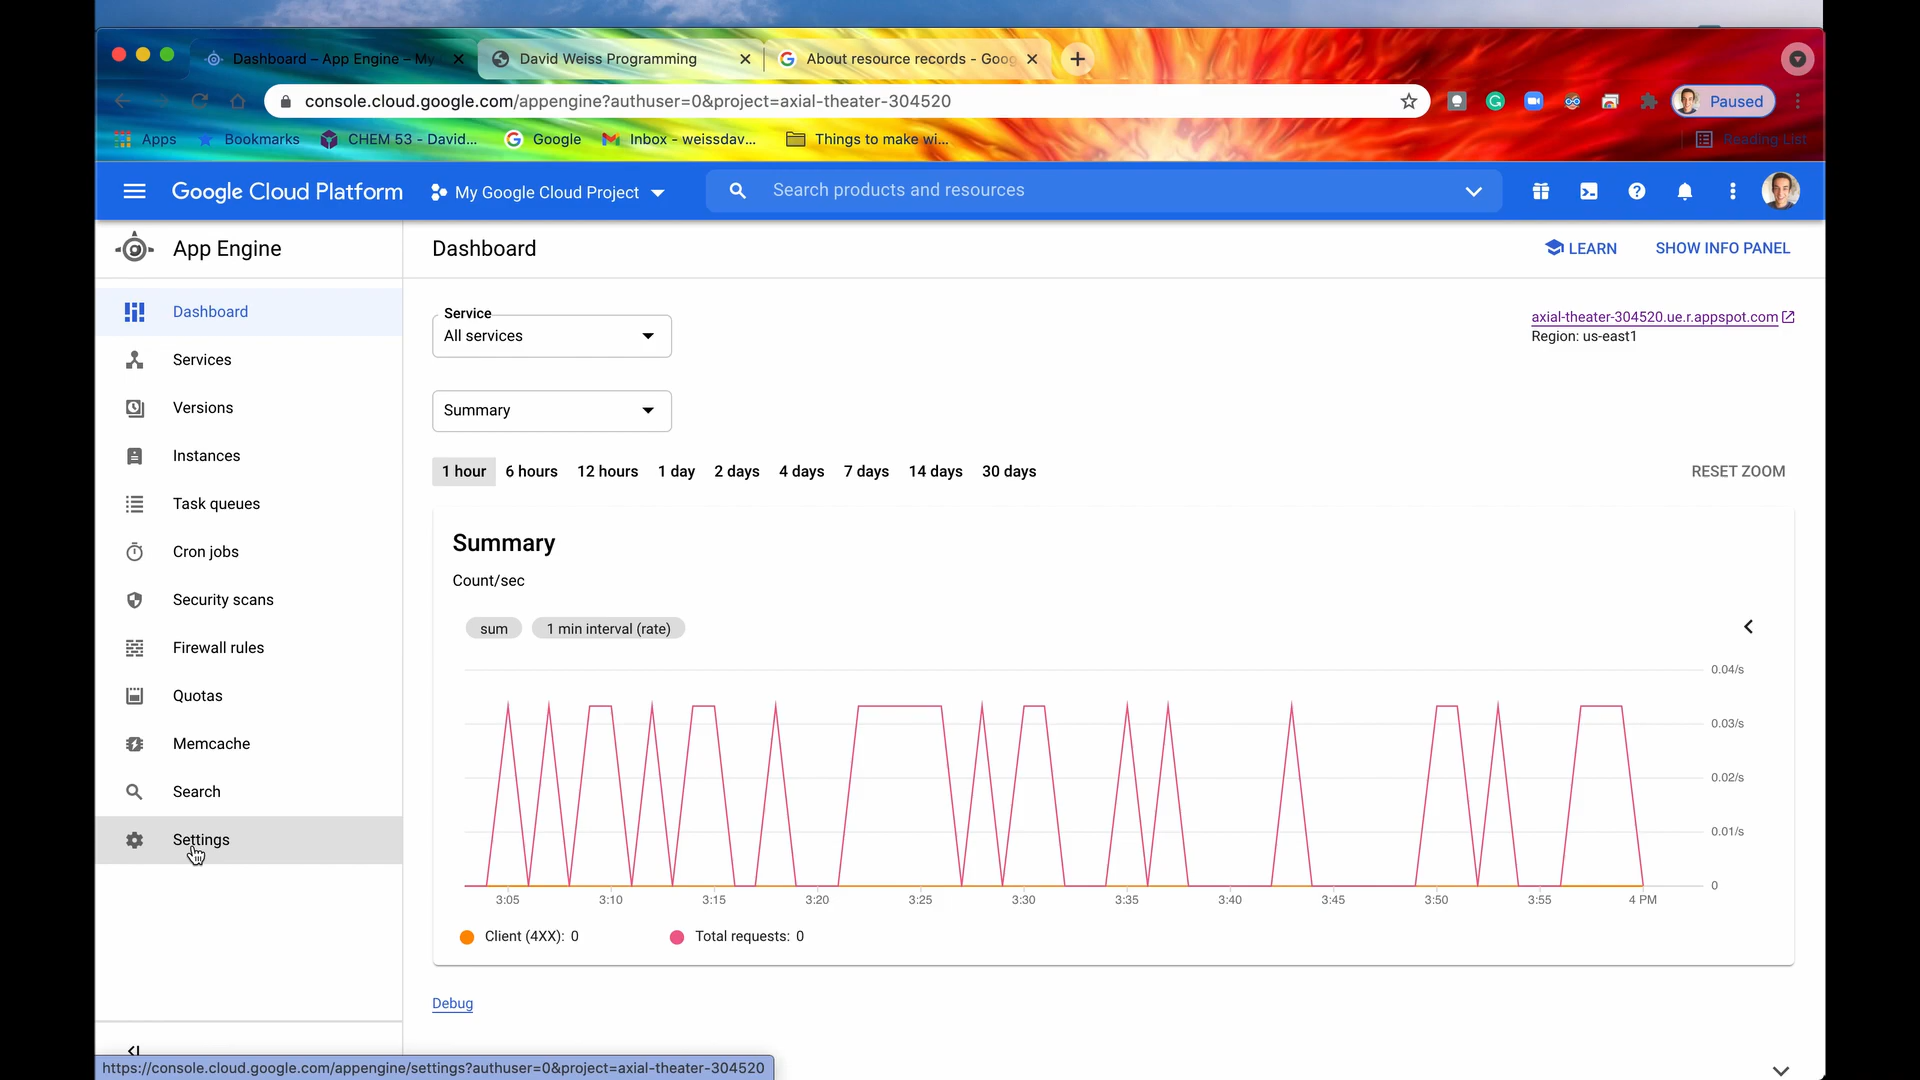 Dashboard – App Engine – My
David Weiss Programming
About resource records - Goog
console.cloud.google.com/appengine?authuser=0&project=axial-theater-304520
Paused
Apps
Bookmarks
CHEM 53 - David...
Google
Inbox - weissdav...
Things to make wi...
Reading List
Google Cloud Platform
My Google Cloud Project
Search products and resources
App Engine
Dashboard
LEARN
SHOW INFO PANEL
Dashboard
Services
Versions
Instances
Task queues
Cron jobs
Security scans
Firewall rules
Quotas
Memcache
Search
Settings
Service
All services
axial-theater-304520.ue.r.appspot.com
Region: us-east1
Summary
1 hour 6 hours 12 hours 1 day 2 days 4 days 7 days 14 days 30 days
RESET ZOOM
Summary
Count/sec
sum
1 min interval (rate)
0.04/s
0.03/s
0.02/s
0.01/s
0
3:05 3:10 3:15 3:20 3:25 3:30 3:35 3:40 3:45 3:50 3:55 4 PM
Client (4XX): 0
Total requests: 0
Debug
https://console.cloud.google.com/appengine/settings?authuser=0&project=axial-theater-304520